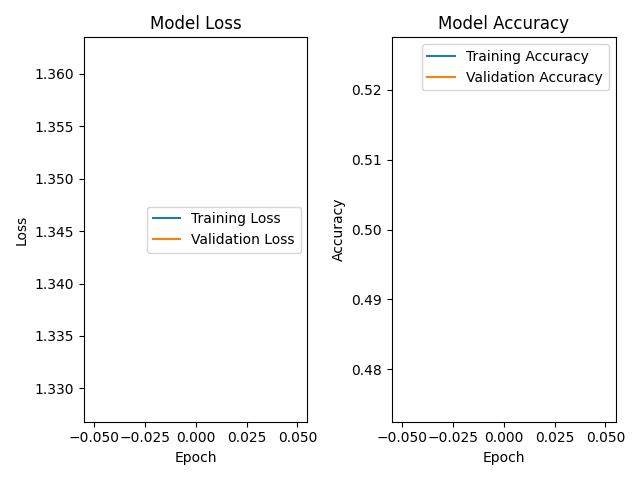 Model Loss
1.360
1.355
1.350
1.345
1.340
1.335
1.330
Loss
Training Loss
Validation Loss
−0.050 −0.025 0.000 0.025 0.050
Epoch
Model Accuracy
0.52
0.51
0.50
0.49
0.48
Accuracy
Training Accuracy
Validation Accuracy
−0.050 −0.025 0.000 0.025 0.050
Epoch